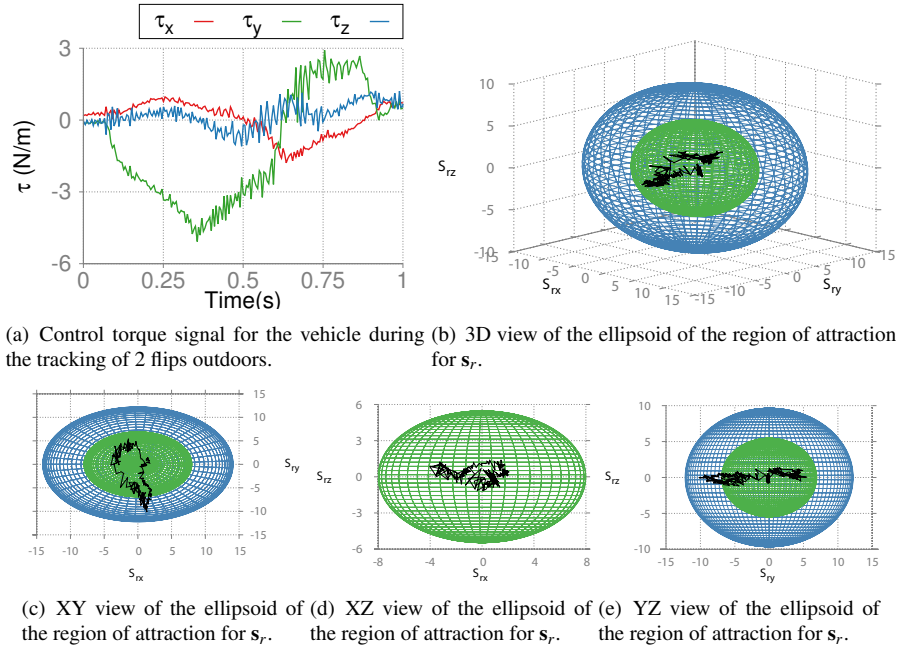 τx τy τz
3
0
-3
-6
τ (N/m)
0 0.25 0.5 0.75 1
Time(s)
10
5
0
-5
-10
Srz
-15 -10 -5 0 5 10 15
Srx
-15 -10 -5 0 5 10 15
Sry
(a) Control torque signal for the vehicle during the tracking of 2 flips outdoors.
(b) 3D view of the ellipsoid of the region of attraction for sr.
15
10
5
0
-5
-10
-15
Sry
-15 -10 -5 0 5 10 15
Srx
6
3
0
-3
-6
Srz
-8 -4 0 4 8
Srx
10
5
0
-5
-10
Srz
-10 -5 0 5 10 15
Sry
(c) XY view of the ellipsoid of the region of attraction for sr.
(d) XZ view of the ellipsoid of the region of attraction for sr.
(e) YZ view of the ellipsoid of the region of attraction for sr.